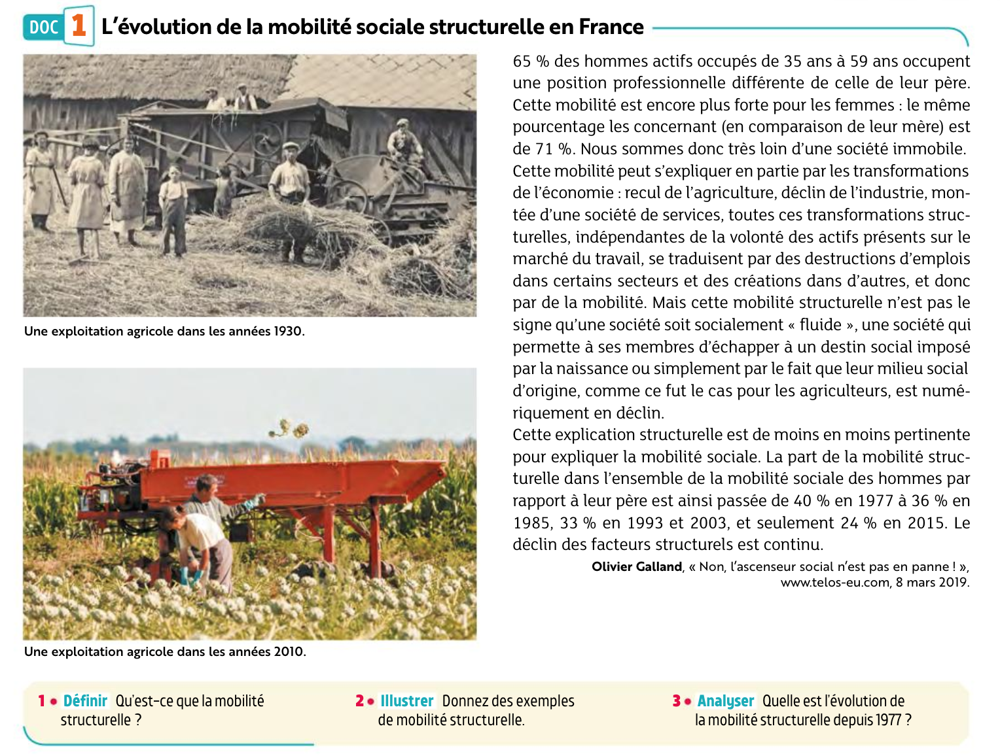 DOC 1 L’évolution de la mobilité sociale structurelle en France
Une exploitation agricole dans les années 1930.
Une exploitation agricole dans les années 2010.
65 % des hommes actifs occupés de 35 ans à 59 ans occupent
une position professionnelle différente de celle de leur père.
Cette mobilité est encore plus forte pour les femmes : le même
pourcentage les concernant (en comparaison de leur mère) est
de 71 %. Nous sommes donc très loin d’une société immobile.
Cette mobilité peut s’expliquer en partie par les transformations
de l’économie : recul de l’agriculture, déclin de l’industrie, mon-
tée d’une société de services, toutes ces transformations struc-
turelles, indépendantes de la volonté des actifs présents sur le
marché du travail, se traduisent par des destructions d’emplois
dans certains secteurs et des créations dans d’autres, et donc
par de la mobilité. Mais cette mobilité structurelle n’est pas le
signe qu’une société soit socialement « fluide », une société qui
permette à ses membres d’échapper à un destin social imposé
par la naissance ou simplement par le fait que leur milieu social
d’origine, comme ce fut le cas pour les agriculteurs, est numé-
riquement en déclin.
Cette explication structurelle est de moins en moins pertinente
pour expliquer la mobilité sociale. La part de la mobilité struc-
turelle dans l’ensemble de la mobilité sociale des hommes par
rapport à leur père est ainsi passée de 40 % en 1977 à 36 % en
1985, 33 % en 1993 et 2003, et seulement 24 % en 2015. Le
déclin des facteurs structurels est continu.
Olivier Galland, « Non, l’ascenseur social n’est pas en panne ! »,
www.telos-eu.com, 8 mars 2019.
1 • Définir Qu’est-ce que la mobilité
structurelle ?
2 • Illustrer Donnez des exemples
de mobilité structurelle.
3 • Analyser Quelle est l’évolution de
la mobilité structurelle depuis 1977 ?